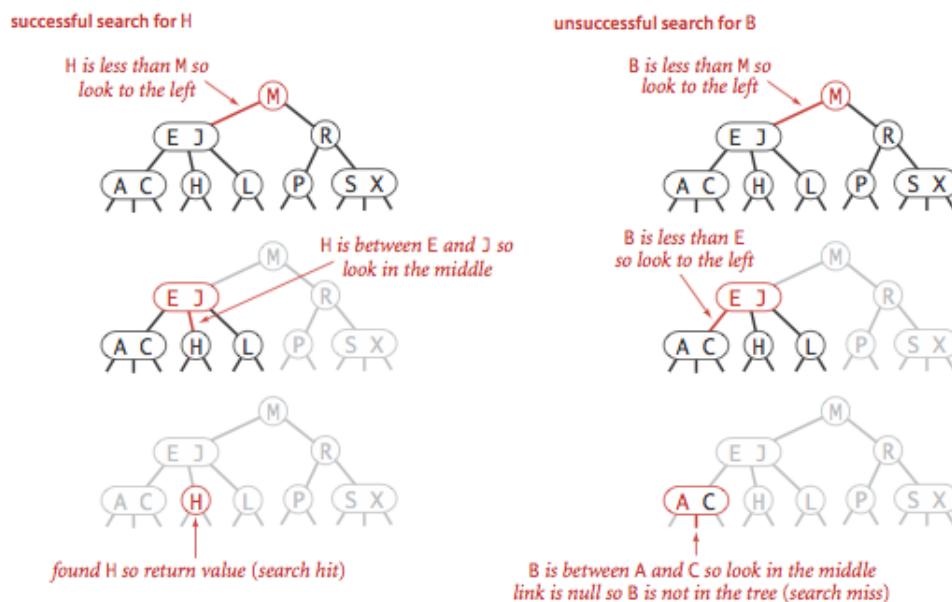 successful search for H
H is less than M so
look to the left
M
E J
R
A C
H
L
P
S X
H is between E and J so
look in the middle
M
E J
R
A C
H
L
P
S X
M
E J
R
A C
H
L
P
S X
found H so return value (search hit)
unsuccessful search for B
B is less than M so
look to the left
M
E J
R
A C
H
L
P
S X
B is less than E
so look to the left
M
E J
R
A C
H
L
P
S X
M
E J
R
A C
H
L
P
S X
B is between A and C so look in the middle
link is null so B is not in the tree (search miss)